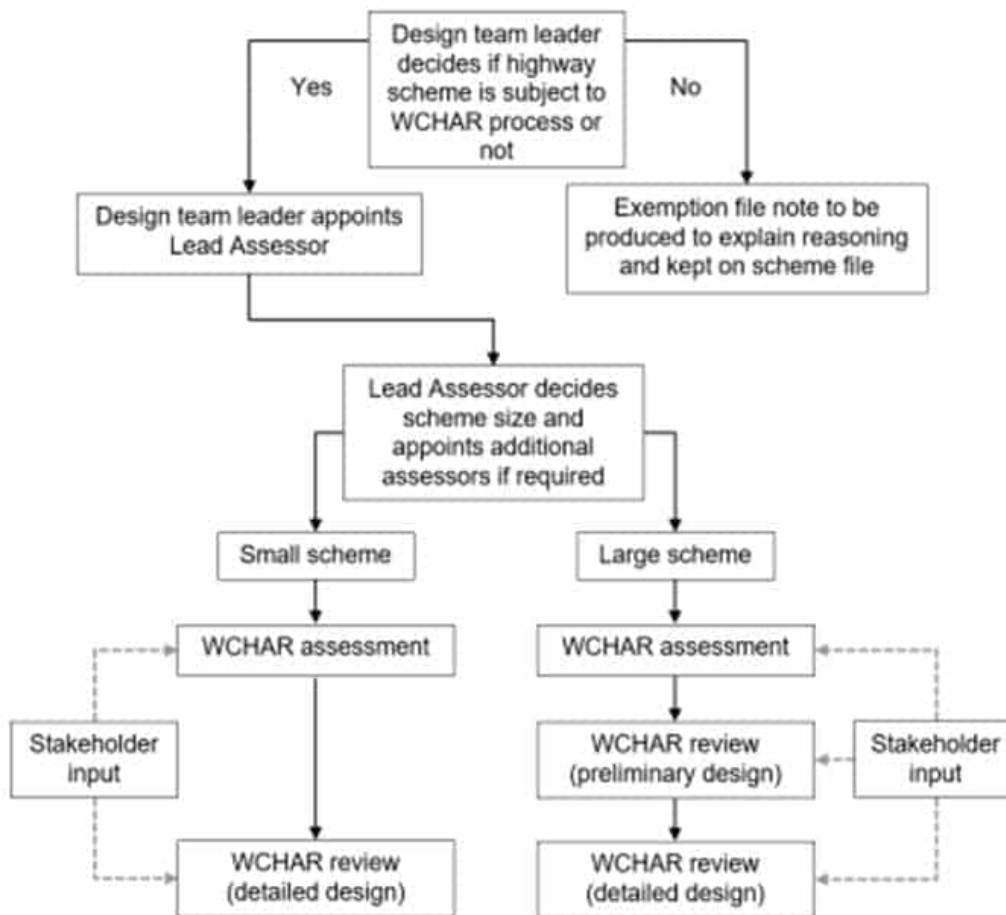 Design team leader
decides if highway
scheme is subject to
WCHAR process or
not
Yes
No
Design team leader appoints
Lead Assessor
Exemption file note to be
produced to explain reasoning
and kept on scheme file
Lead Assessor decides
scheme size and
appoints additional
assessors if required
Small scheme
Large scheme
WCHAR assessment
WCHAR assessment
Stakeholder
input
WCHAR review
(preliminary design)
Stakeholder
input
WCHAR review
(detailed design)
WCHAR review
(detailed design)